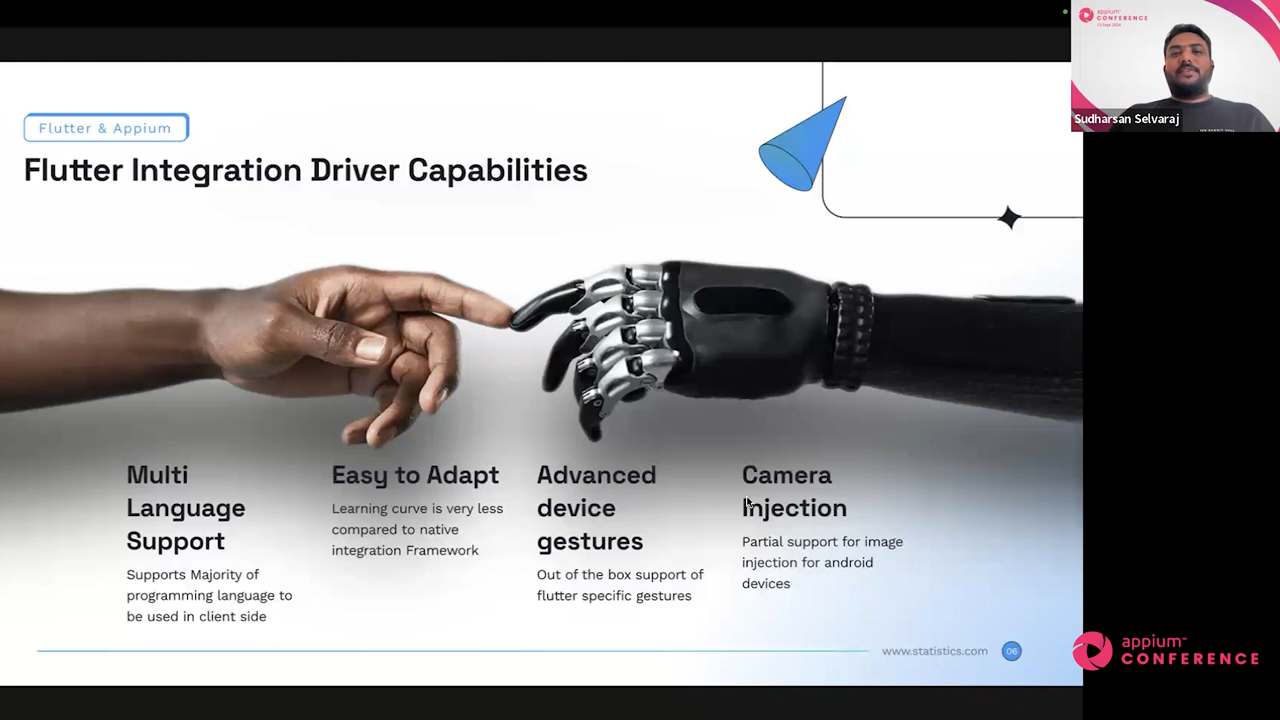 Flutter & Appium
Flutter Integration Driver Capabilities
Multi
Language
Support
Supports Majority of
programming language to
be used in client side
Easy to Adapt
Learning curve is very less
compared to native
integration Framework
Advanced
device
gestures
Out of the box support of
flutter specific gestures
Camera
Injection
Partial support for image
injection for android
devices
www.statistics.com
06
appium
CONFERENCE
Sudharsan Selvaraj
appium
CONFERENCE